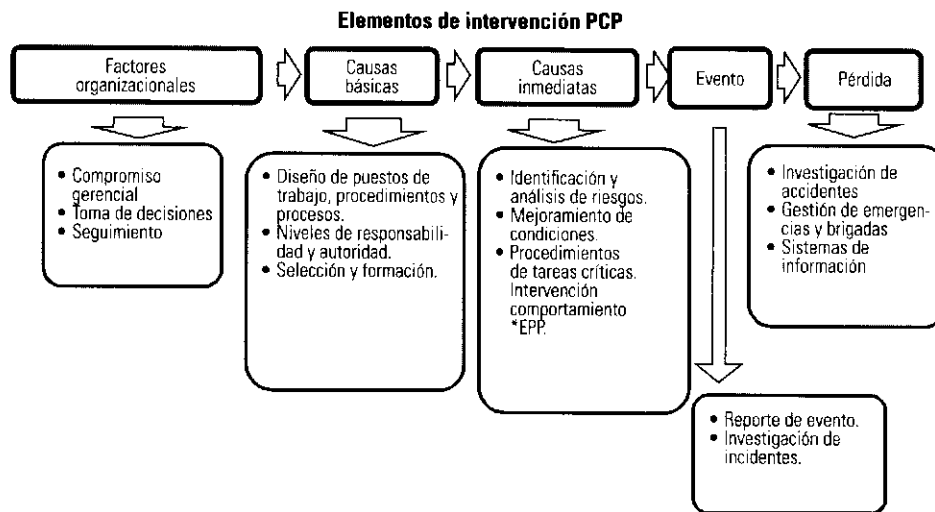 Elementos de intervención PCP
Factores
organizacionales
Causas
básicas
Causas
inmediatas
Evento
Pérdida
• Compromiso
gerencial
• Toma de decisiones
• Seguimiento
• Diseño de puestos de
trabajo, procedimientos y
procesos.
• Niveles de responsabili-
dad y autoridad.
• Selección y formación.
• Identificación y
análisis de riesgos.
• Mejoramiento de
condiciones.
• Procedimientos
de tareas críticas.
Intervención
comportamiento
*EPP.
• Investigación de
accidentes
• Gestión de emergen-
cias y brigadas
• Sistemas de
información
• Reporte de evento.
• Investigación de
incidentes.